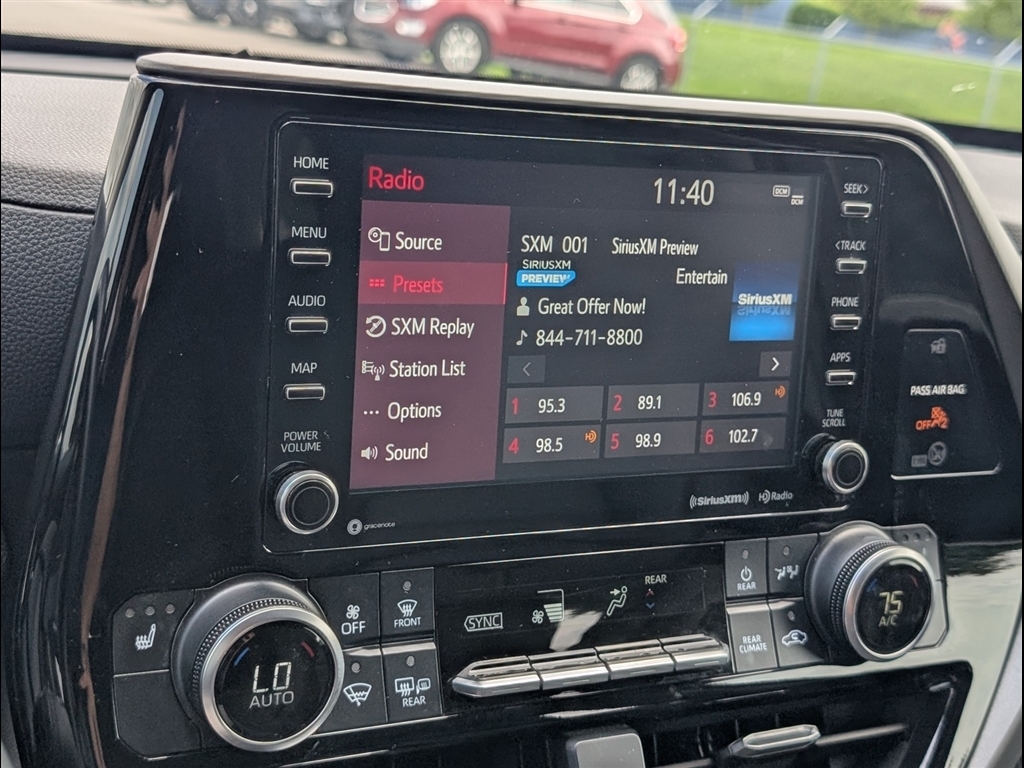 HOME
MENU
AUDIO
MAP
POWER
VOLUME
Radio
11:40
DCM
DCM
Source
Presets
SXM Replay
Station List
Options
Sound
SXM 001 SiriusXM Preview
SIRIUSXM
PREVIEW
Entertain
SiriusXM
Great Offer Now!
844-711-8800
1 95.3
2 89.1
3 106.9
4 98.5
5 98.9
6 102.7
gracenote
((SiriusXM))
HD Radio
SEEK>
<TRACK
PHONE
APPS
TUNE
SCROLL
PASS AIR BAG
OFF 2
LO
AUTO
OFF
FRONT
REAR
SYNC
REAR
REAR
REAR
CLIMATE
75
A/C